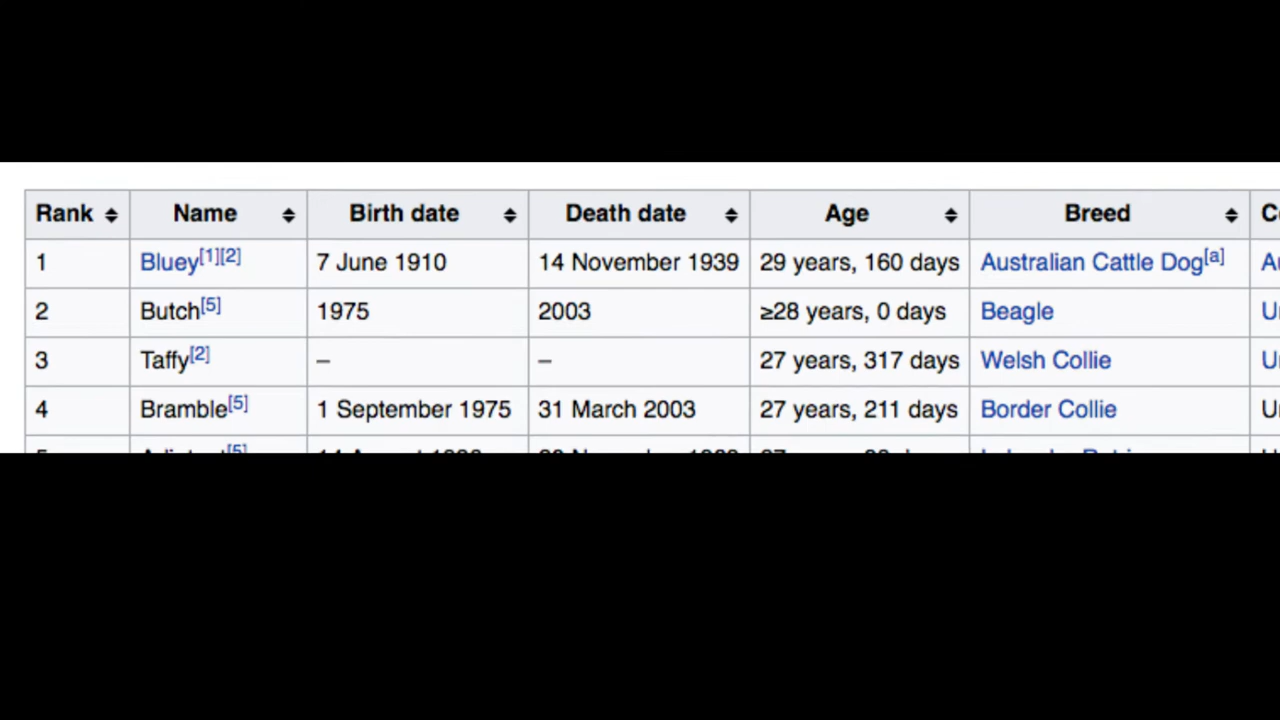 Rank Name Birth date Death date Age Breed
1 Bluey[1][2] 7 June 1910 14 November 1939 29 years, 160 days Australian Cattle Dog[a]
2 Butch[5] 1975 2003 ≥28 years, 0 days Beagle
3 Taffy[2] – – 27 years, 317 days Welsh Collie
4 Bramble[5] 1 September 1975 31 March 2003 27 years, 211 days Border Collie